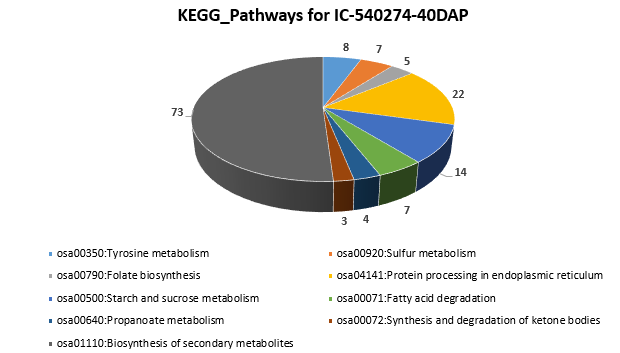 KEGG_Pathways for IC-540274-40DAP
8
7
5
22
73
14
7
4
3
osa00350:Tyrosine metabolism
osa00920:Sulfur metabolism
osa00790:Folate biosynthesis
osa04141:Protein processing in endoplasmic reticulum
osa00500:Starch and sucrose metabolism
osa00071:Fatty acid degradation
osa00640:Propanoate metabolism
osa00072:Synthesis and degradation of ketone bodies
osa01110:Biosynthesis of secondary metabolites